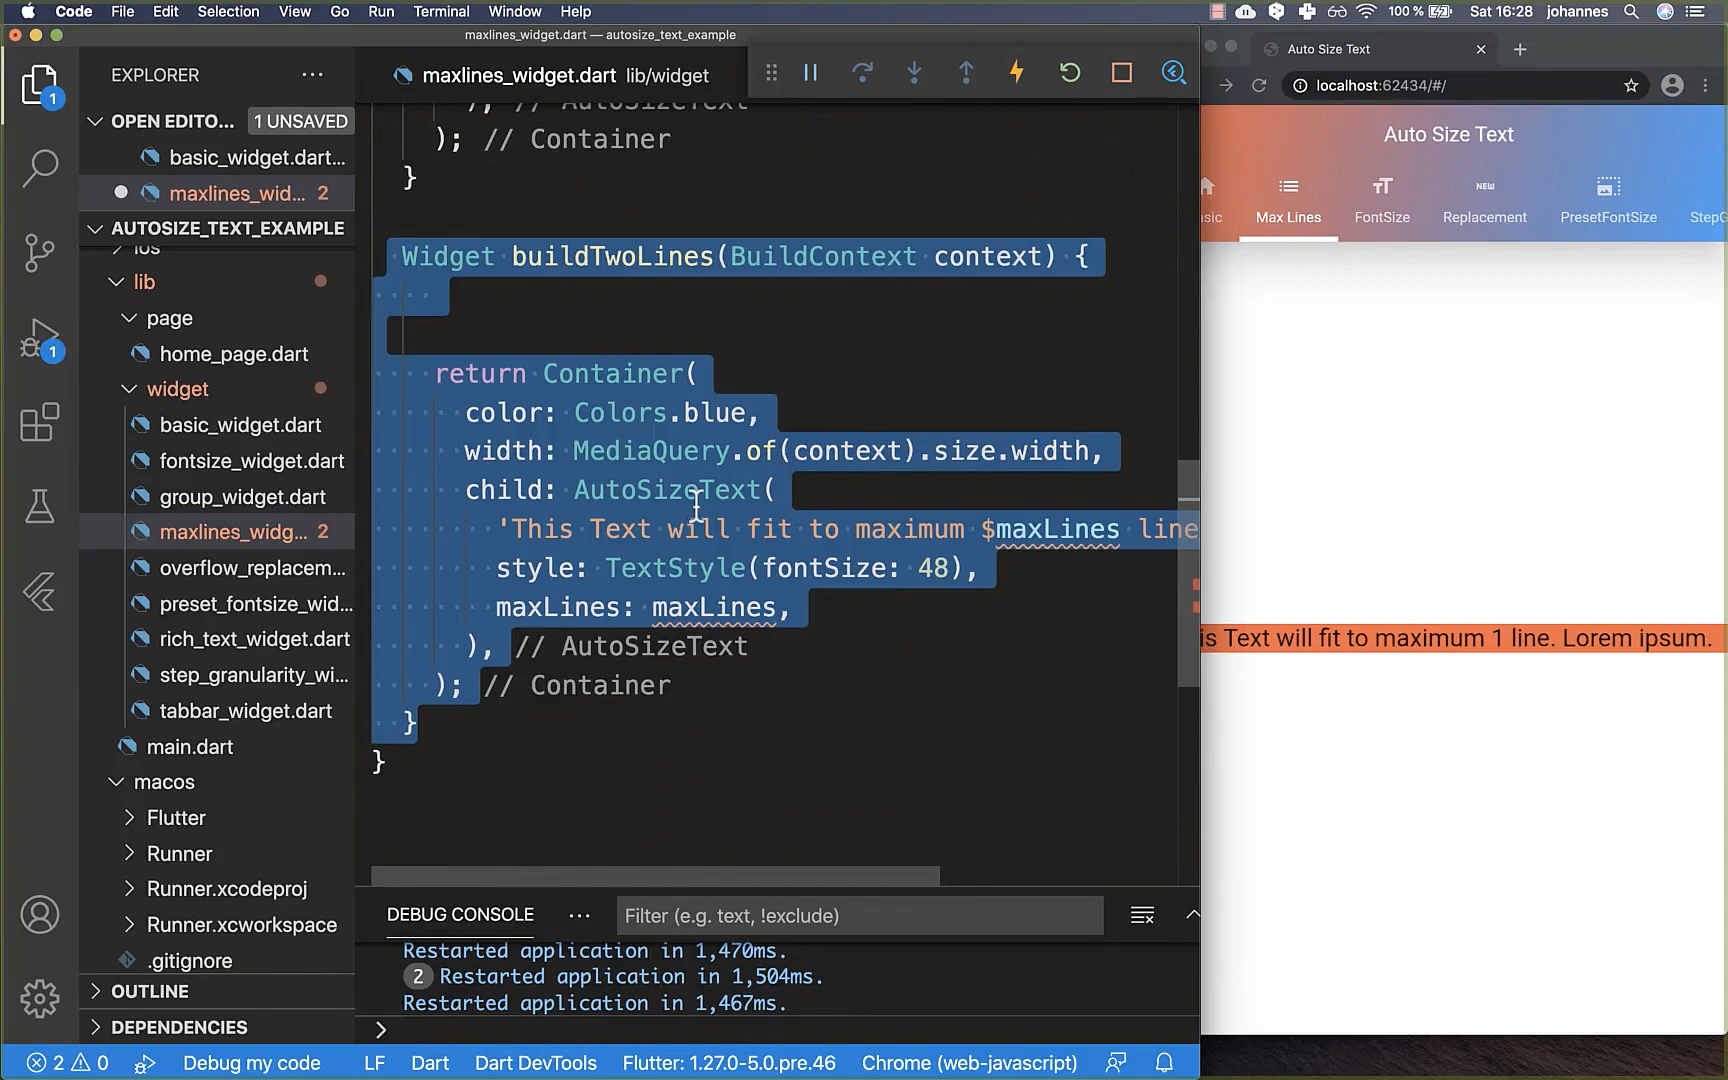 Code File Edit Selection View Go Run Terminal Window Help
100 % Sat 16:28 johannes
maxlines_widget.dart — autosize_text_example
EXPLORER
OPEN EDITO... 1 UNSAVED
basic_widget.dart...
maxlines_wid... 2
AUTOSIZE_TEXT_EXAMPLE
ios
lib
page
home_page.dart
widget
basic_widget.dart
fontsize_widget.dart
group_widget.dart
maxlines_widg... 2
overflow_replacem...
preset_fontsize_wid...
rich_text_widget.dart
step_granularity_wi...
tabbar_widget.dart
main.dart
macos
Flutter
Runner
Runner.xcodeproj
Runner.xcworkspace
.gitignore
OUTLINE
DEPENDENCIES
1
1
maxlines_widget.dart lib/widget
), // AutoSizeText
); // Container
}
Widget buildTwoLines(BuildContext context) {
return Container(
color: Colors.blue,
width: MediaQuery.of(context).size.width,
child: AutoSizeText(
'This Text will fit to maximum $maxLines line
style: TextStyle(fontSize: 48),
maxLines: maxLines,
), // AutoSizeText
); // Container
}
}
DEBUG CONSOLE
Filter (e.g. text, !exclude)
Restarted application in 1,470ms.
2 Restarted application in 1,504ms.
Restarted application in 1,467ms.
2 0 Debug my code LF Dart Dart DevTools Flutter: 1.27.0-5.0.pre.46 Chrome (web-javascript)
Auto Size Text
localhost:62434/#/
Auto Size Text
NEW
sic Max Lines FontSize Replacement PresetFontSize StepG
is Text will fit to maximum 1 line. Lorem ipsum.